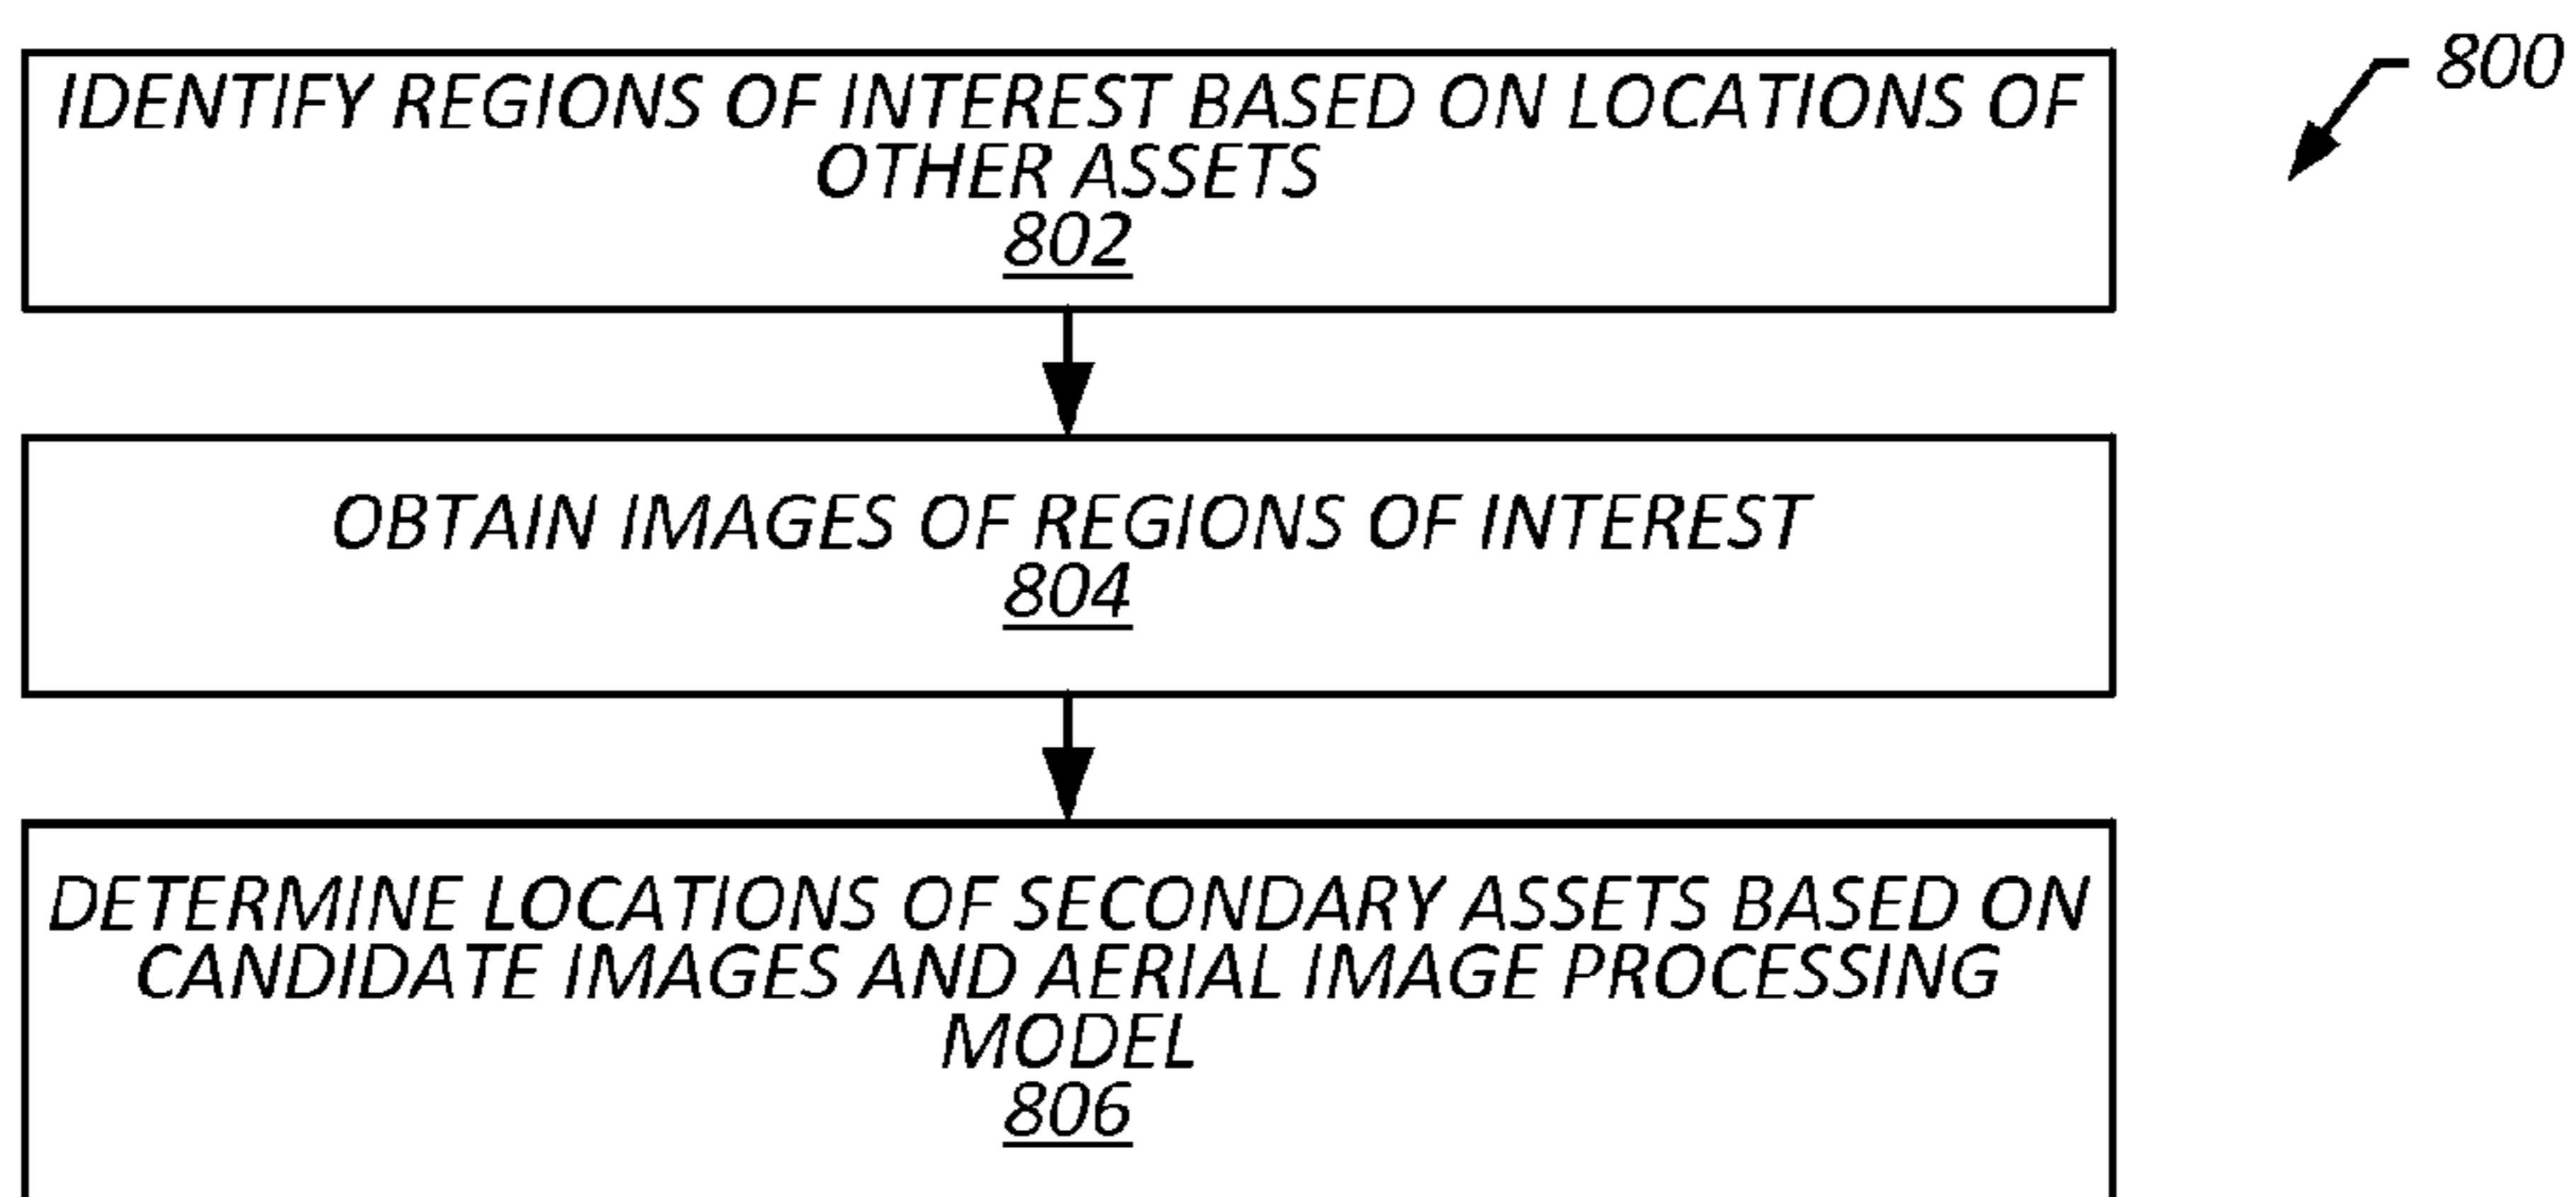 IDENTIFY REGIONS OF INTEREST BASED ON LOCATIONS OF
OTHER ASSETS
802
800
OBTAIN IMAGES OF REGIONS OF INTEREST
804
DETERMINE LOCATIONS OF SECONDARY ASSETS BASED ON
CANDIDATE IMAGES AND AERIAL IMAGE PROCESSING
MODEL
806